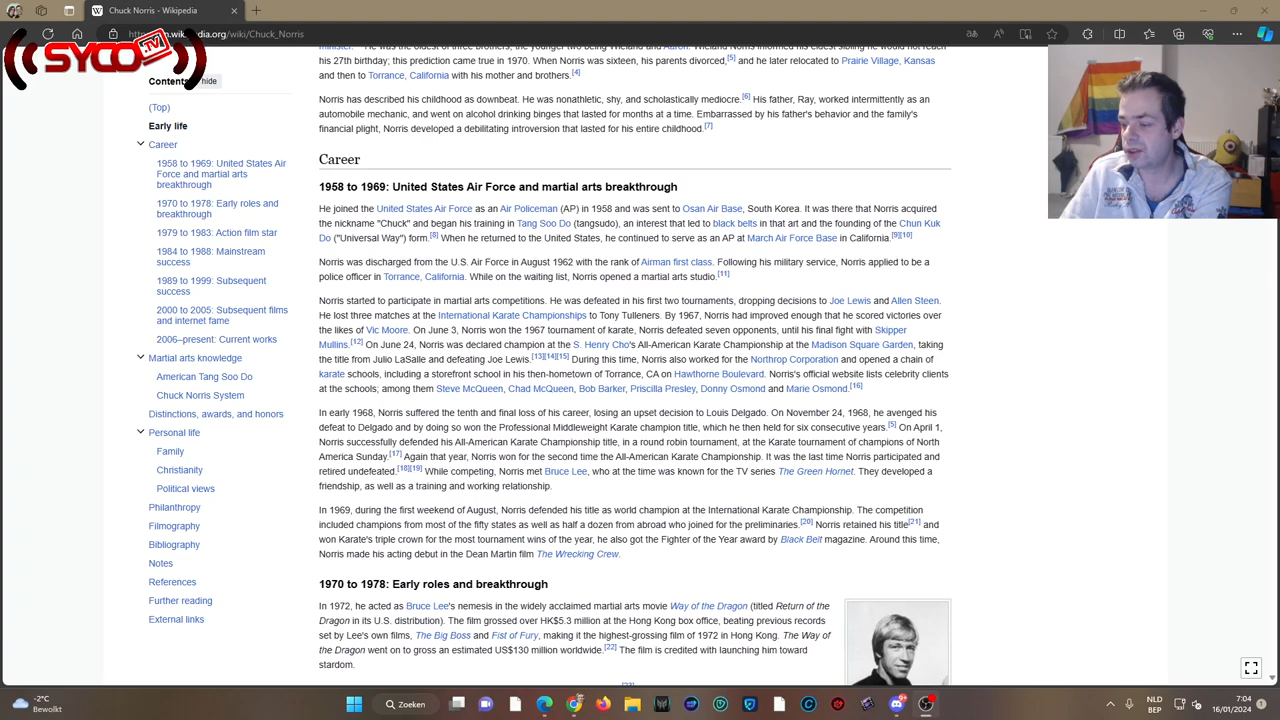 Chuck Norris - Wikipedia
https://en.wikipedia.org/wiki/Chuck_Norris
SYCO TV
minister. He was the oldest of three brothers, the younger two being Wieland and Aaron. Wieland Norris informed his eldest sibling he would not reach
his 27th birthday; this prediction came true in 1970. When Norris was sixteen, his parents divorced,[5] and he later relocated to Prairie Village, Kansas
and then to Torrance, California with his mother and brothers.[4]
Norris has described his childhood as downbeat. He was nonathletic, shy, and scholastically mediocre.[6] His father, Ray, worked intermittently as an
automobile mechanic, and went on alcohol drinking binges that lasted for months at a time. Embarrassed by his father's behavior and the family's
financial plight, Norris developed a debilitating introversion that lasted for his entire childhood.[7]
Contents hide
(Top)
Early life
Career
1958 to 1969: United States Air
Force and martial arts
breakthrough
1970 to 1978: Early roles and
breakthrough
1979 to 1983: Action film star
1984 to 1988: Mainstream
success
1989 to 1999: Subsequent
success
2000 to 2005: Subsequent films
and internet fame
2006–present: Current works
Martial arts knowledge
American Tang Soo Do
Chuck Norris System
Distinctions, awards, and honors
Personal life
Family
Christianity
Political views
Philanthropy
Filmography
Bibliography
Notes
References
Further reading
External links
Career
1958 to 1969: United States Air Force and martial arts breakthrough
He joined the United States Air Force as an Air Policeman (AP) in 1958 and was sent to Osan Air Base, South Korea. It was there that Norris acquired
the nickname "Chuck" and began his training in Tang Soo Do (tangsudo), an interest that led to black belts in that art and the founding of the Chun Kuk
Do ("Universal Way") form.[8] When he returned to the United States, he continued to serve as an AP at March Air Force Base in California.[9][10]
Norris was discharged from the U.S. Air Force in August 1962 with the rank of Airman first class. Following his military service, Norris applied to be a
police officer in Torrance, California. While on the waiting list, Norris opened a martial arts studio.[11]
Norris started to participate in martial arts competitions. He was defeated in his first two tournaments, dropping decisions to Joe Lewis and Allen Steen.
He lost three matches at the International Karate Championships to Tony Tulleners. By 1967, Norris had improved enough that he scored victories over
the likes of Vic Moore. On June 3, Norris won the 1967 tournament of karate, Norris defeated seven opponents, until his final fight with Skipper
Mullins.[12] On June 24, Norris was declared champion at the S. Henry Cho's All-American Karate Championship at the Madison Square Garden, taking
the title from Julio LaSalle and defeating Joe Lewis.[13][14][15] During this time, Norris also worked for the Northrop Corporation and opened a chain of
karate schools, including a storefront school in his then-hometown of Torrance, CA on Hawthorne Boulevard. Norris's official website lists celebrity clients
at the schools; among them Steve McQueen, Chad McQueen, Bob Barker, Priscilla Presley, Donny Osmond and Marie Osmond.[16]
In early 1968, Norris suffered the tenth and final loss of his career, losing an upset decision to Louis Delgado. On November 24, 1968, he avenged his
defeat to Delgado and by doing so won the Professional Middleweight Karate champion title, which he then held for six consecutive years.[5] On April 1,
Norris successfully defended his All-American Karate Championship title, in a round robin tournament, at the Karate tournament of champions of North
America Sunday.[17] Again that year, Norris won for the second time the All-American Karate Championship. It was the last time Norris participated and
retired undefeated.[18][19] While competing, Norris met Bruce Lee, who at the time was known for the TV series The Green Hornet. They developed a
friendship, as well as a training and working relationship.
In 1969, during the first weekend of August, Norris defended his title as world champion at the International Karate Championship. The competition
included champions from most of the fifty states as well as half a dozen from abroad who joined for the preliminaries.[20] Norris retained his title[21] and
won Karate's triple crown for the most tournament wins of the year, he also got the Fighter of the Year award by Black Belt magazine. Around this time,
Norris made his acting debut in the Dean Martin film The Wrecking Crew.
1970 to 1978: Early roles and breakthrough
In 1972, he acted as Bruce Lee's nemesis in the widely acclaimed martial arts movie Way of the Dragon (titled Return of the
Dragon in its U.S. distribution). The film grossed over HK$5.3 million at the Hong Kong box office, beating previous records
set by Lee's own films, The Big Boss and Fist of Fury, making it the highest-grossing film of 1972 in Hong Kong. The Way of
the Dragon went on to gross an estimated US$130 million worldwide.[22] The film is credited with launching him toward
stardom.
-2°C
Bewolkt
Zoeken
BEP
7:04